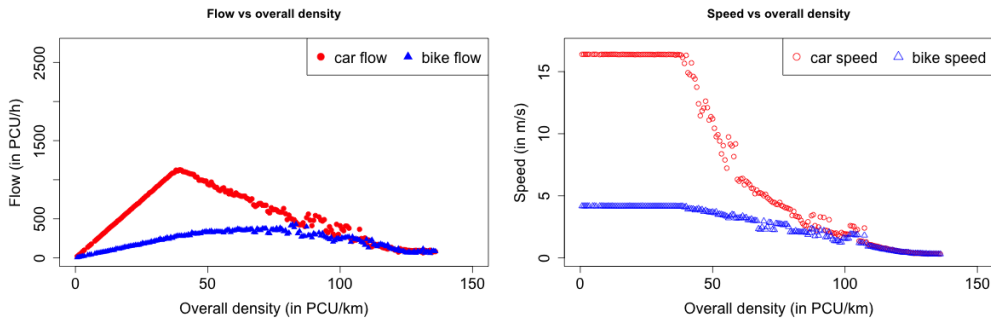 Flow vs overall density
Flow (in PCU/h)
2500
1500
500
0
car flow
bike flow
0
50
100
150
Overall density (in PCU/km)
Speed vs overall density
Speed (in m/s)
15
10
5
0
car speed
bike speed
0
50
100
150
Overall density (in PCU/km)